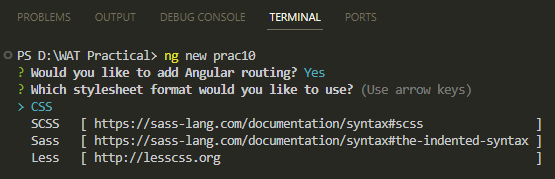 PROBLEMS OUTPUT DEBUG CONSOLE TERMINAL PORTS
PS D:\WAT Practical> ng new prac10
? Would you like to add Angular routing? Yes
? Which stylesheet format would you like to use? (Use arrow keys)
> CSS
SCSS [ https://sass-lang.com/documentation/syntax#scss ]
Sass [ https://sass-lang.com/documentation/syntax#the-indented-syntax ]
Less [ http://lesscss.org ]